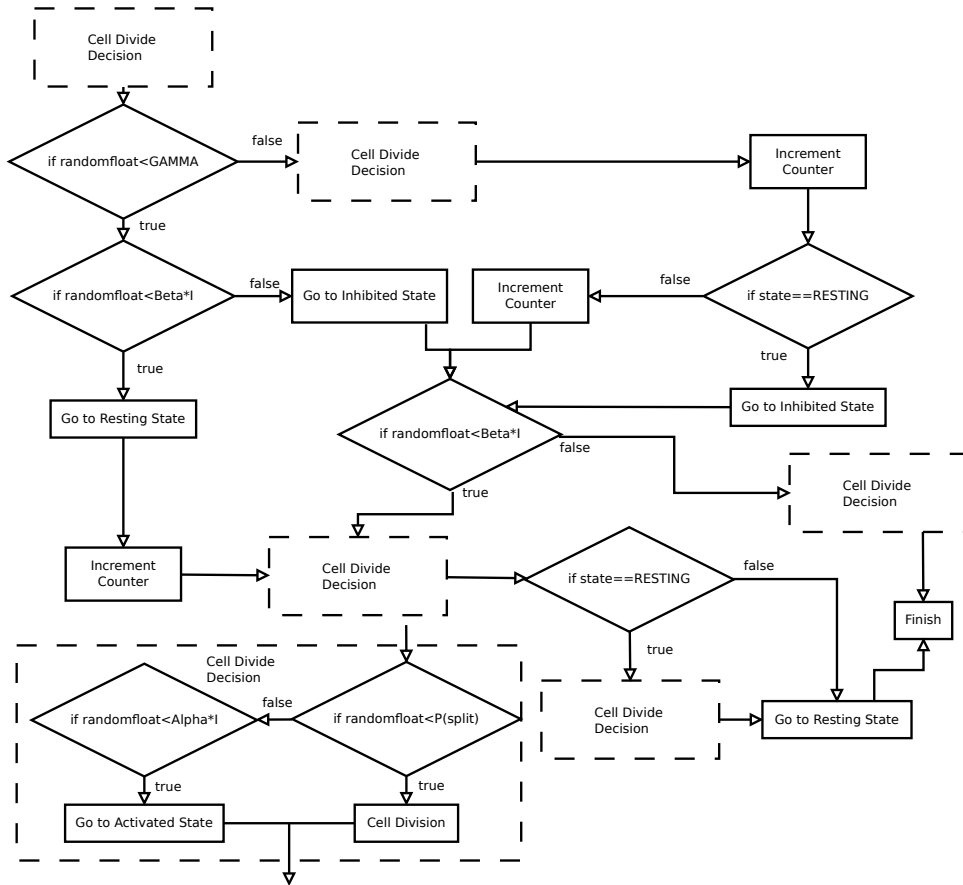 Cell Divide
Decision
if randomfloat<GAMMA
false
Cell Divide
Decision
Increment
Counter
true
if randomfloat<Beta*I
false
Go to Inhibited State
Increment
Counter
false
if state==RESTING
true
true
Go to Resting State
Go to Inhibited State
if randomfloat<Beta*I
false
true
Cell Divide
Decision
Increment
Counter
Cell Divide
Decision
if state==RESTING
false
true
Finish
Cell Divide
Decision
if randomfloat<Alpha*I
false
if randomfloat<P(split)
Cell Divide
Decision
Go to Resting State
true
true
Go to Activated State
Cell Division